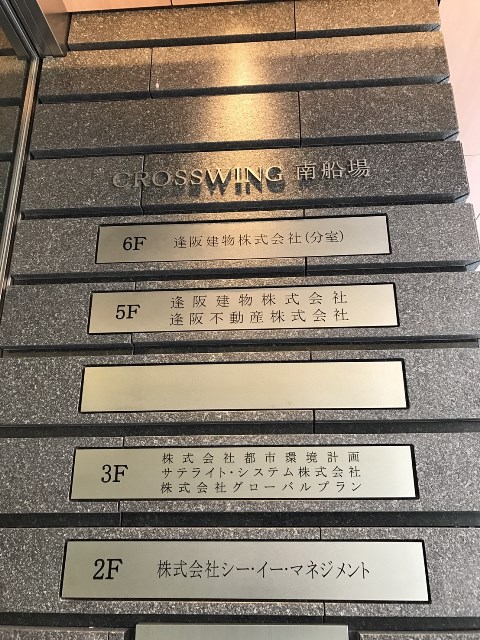 CROSSWING 南船場
6F 逢阪建物株式会社(分室)
5F 逢阪建物株式会社
逢阪不動産株式会社
3F 株式会社都市環境計画
サテライト・システム株式会社
株式会社グローバルプラン
2F 株式会社シー・イー・マネジメント